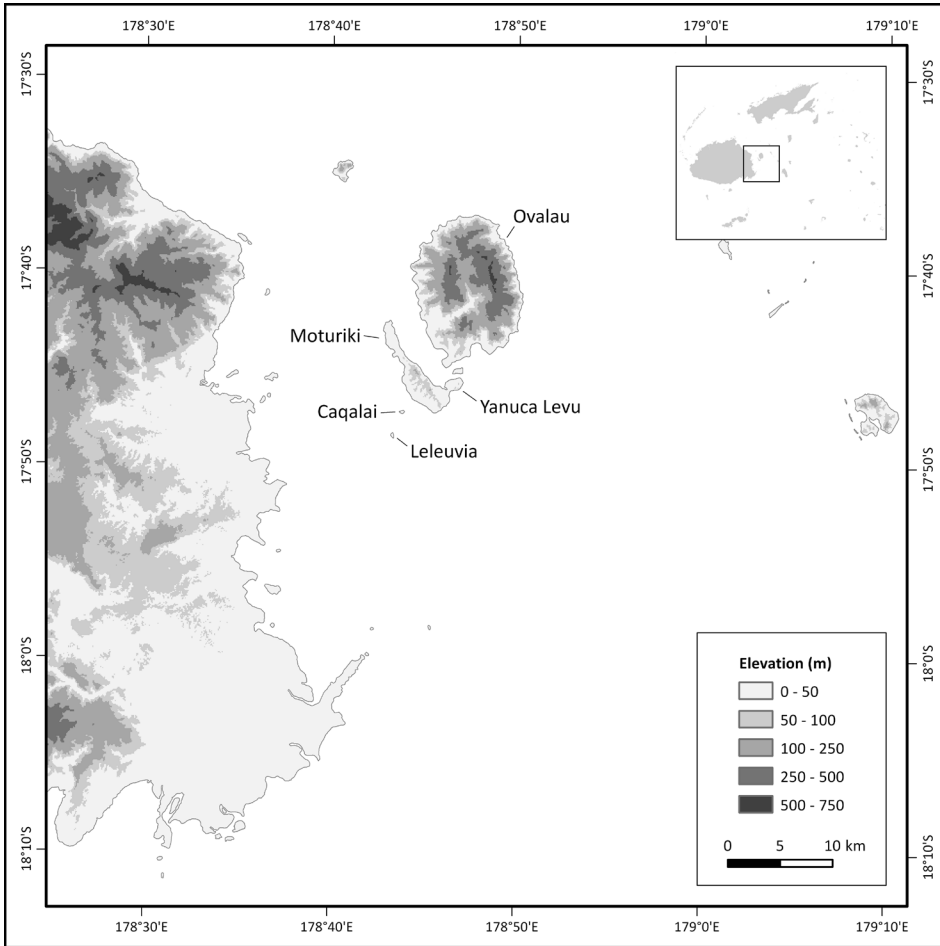 178°30'E
178°40'E
178°50'E
179°0'E
179°10'E
17°30'S
17°30'S
Ovalau
17°40'S
17°40'S
Moturiki
Yanuca Levu
Caqalai
Leleuvia
17°50'S
17°50'S
18°0'S
18°0'S
Elevation (m)
0 - 50
50 - 100
100 - 250
250 - 500
500 - 750
0 5 10 km
18°10'S
18°10'S
178°30'E
178°40'E
178°50'E
179°0'E
179°10'E